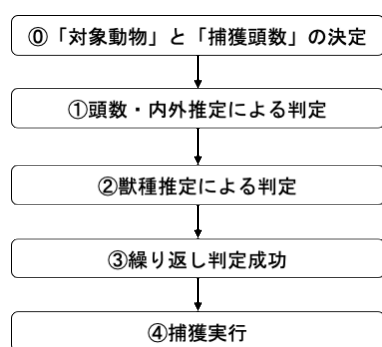 ⓪「対象動物」と「捕獲頭数」の決定
①頭数・内外推定による判定
②獣種推定による判定
③繰り返し判定成功
④捕獲実行